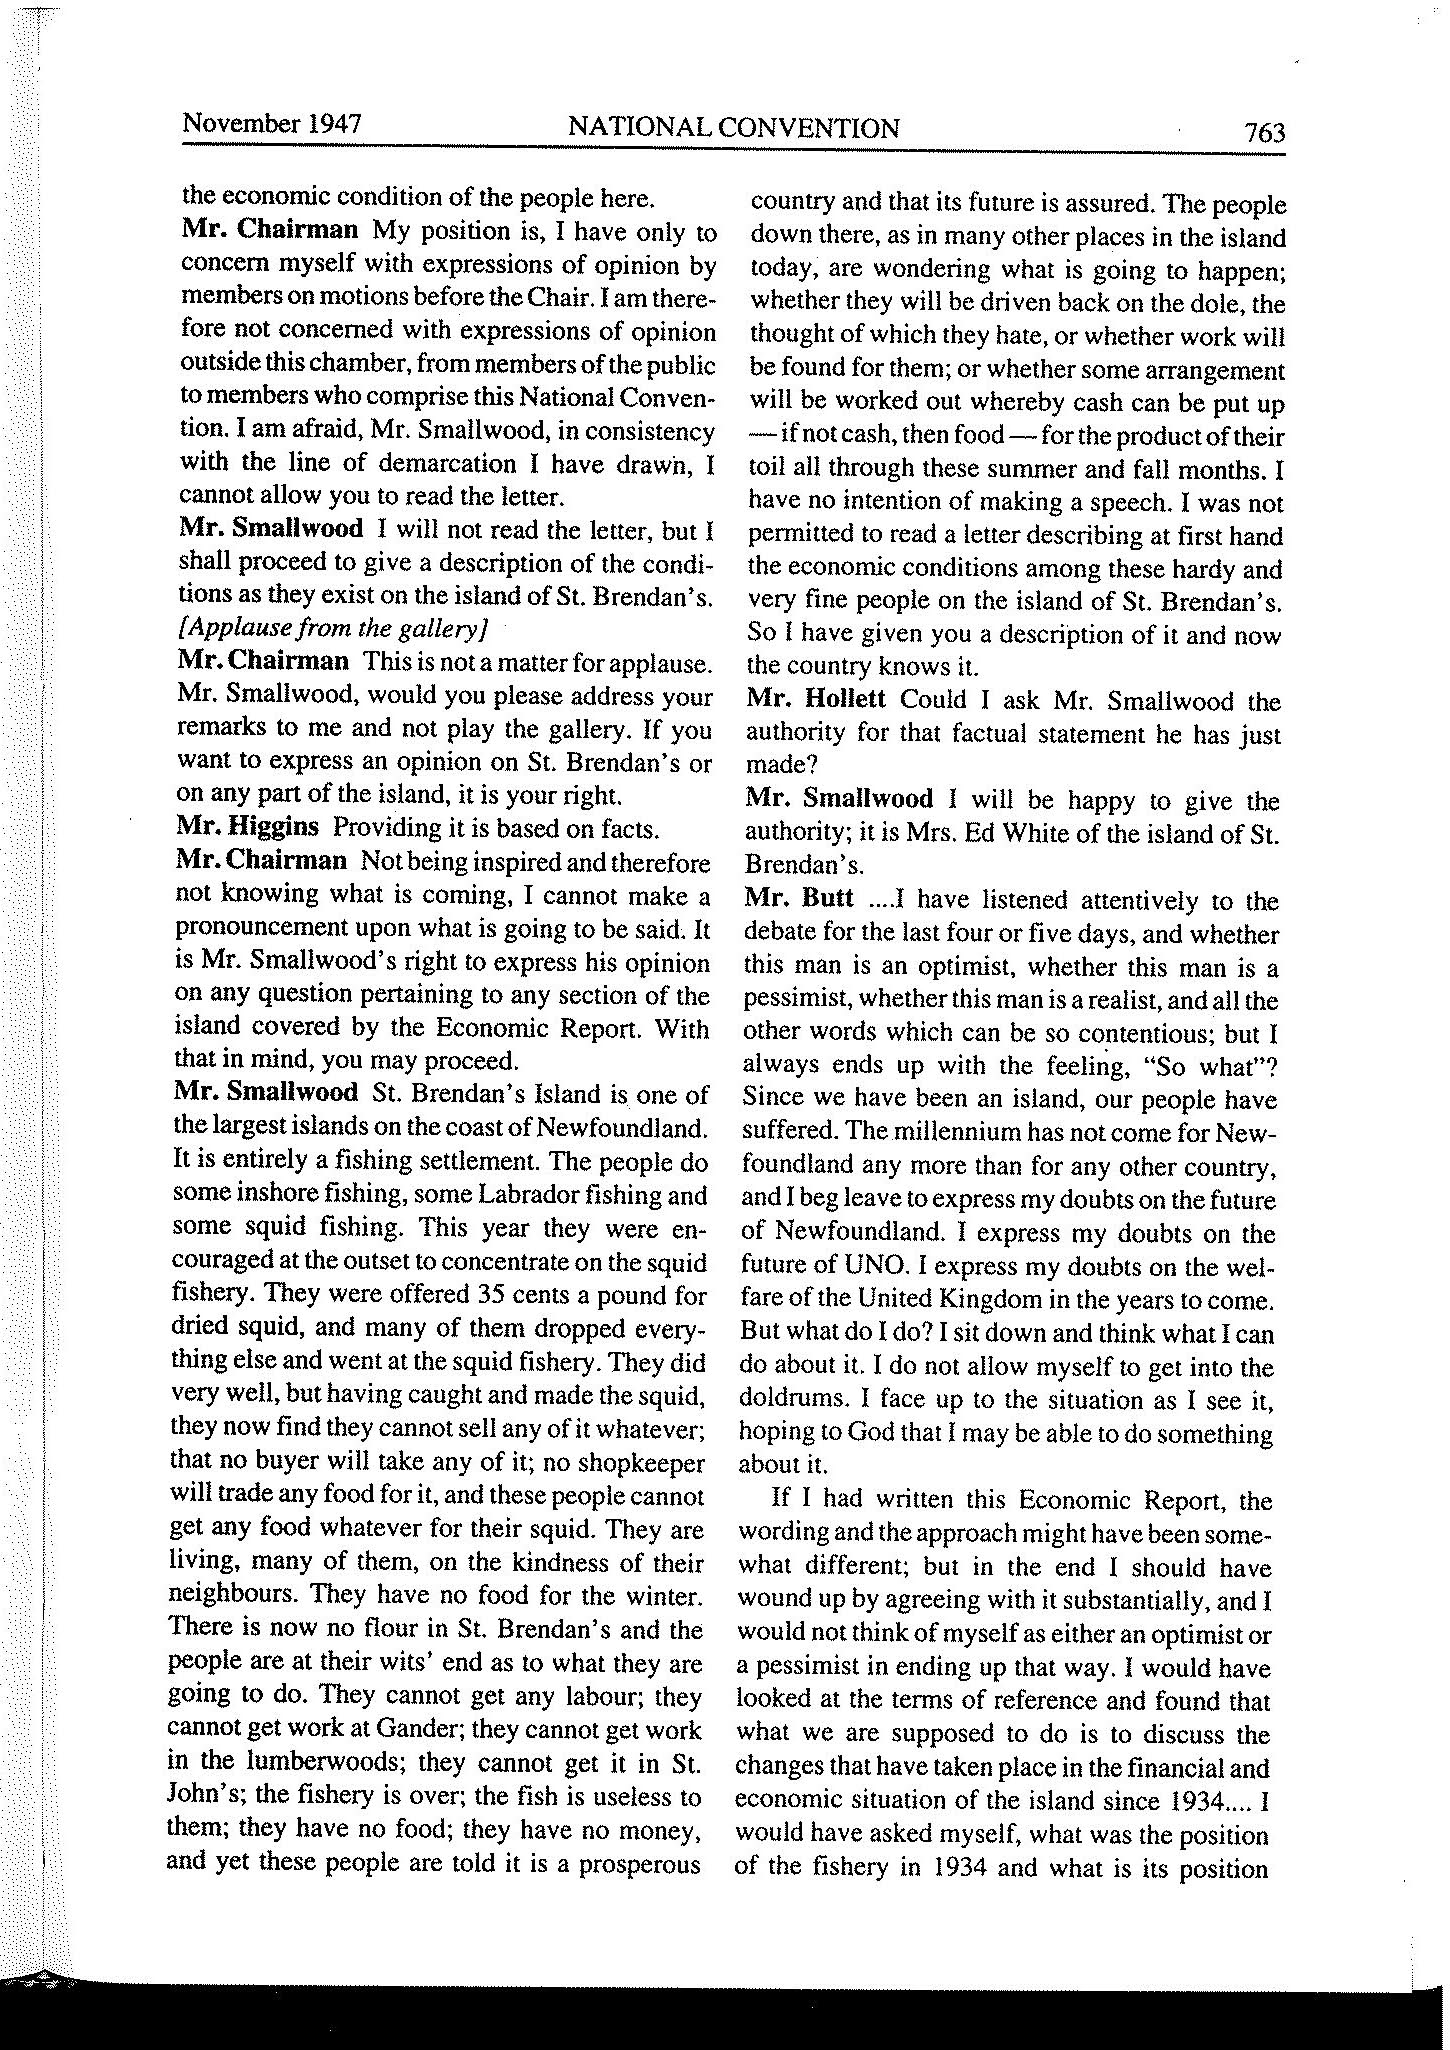 November 1947 NATIONAL CONVENTION 763
the economic condition of the people here.
Mr. Chairman My position is, I have only to
concern myself with expressions of opinion by
members on motions before the Chair. I am there-
fore not concerned with expressions of opinion
outside this chamber, from members of the public
to members who comprise this National Conven-
tion. I am afraid, Mr. Smallwood, in consistency
with the line of demarcation I have drawn, I
cannot allow you to read the letter.
Mr. Smallwood I will not read the letter, but I
shall proceed to give a description of the condi-
tions as they exist on the island of St. Brendan's.
[Applause from the gallery]
Mr. Chairman This is not a matter for applause.
Mr. Smallwood, would you please address your
remarks to me and not play the gallery. If you
want to express an opinion on St. Brendan's or
on any part of the island, it is your right.
Mr. Higgins Providing it is based on facts.
Mr. Chairman Not being inspired and therefore
not knowing what is coming, I cannot make a
pronouncement upon what is going to be said. It
is Mr. Smallwood's right to express his opinion
on any question pertaining to any section of the
island covered by the Economic Report. With
that in mind, you may proceed.
Mr. Smallwood St. Brendan's Island is one of
the largest islands on the coast of Newfoundland.
It is entirely a fishing settlement. The people do
some inshore fishing, some Labrador fishing and
some squid fishing. This year they were en-
couraged at the outset to concentrate on the squid
fishery. They were offered 35 cents a pound for
dried squid, and many of them dropped every-
thing else and went at the squid fishery. They did
very well, but having caught and made the squid,
they now find they cannot sell any of it whatever;
that no buyer will take any of it; no shopkeeper
will trade any food for it, and these people cannot
get any food whatever for their squid. They are
living, many of them, on the kindness of their
neighbours. They have no food for the winter.
There is now no flour in St. Brendan's and the
people are at their wits' end as to what they are
going to do. They cannot get any labour; they
cannot get work at Gander; they cannot get work
in the lumberwoods; they cannot get it in St.
John's; the fishery is over; the fish is useless to
them; they have no food; they have no money,
and yet these people are told it is a prosperous
country and that its future is assured. The people
down there, as in many other places in the island
today, are wondering what is going to happen;
whether they will be driven back on the dole, the
thought of which they hate, or whether work will
be found for them; or whether some arrangement
will be worked out whereby cash can be put up
— if not cash, then food — for the product of their
toil all through these summer and fall months. I
have no intention of making a speech. I was not
permitted to read a letter describing at first hand
the economic conditions among these hardy and
very fine people on the island of St. Brendan's.
So I have given you a description of it and now
the country knows it.
Mr. Hollett Could I ask Mr. Smallwood the
authority for that factual statement he has just
made?
Mr. Smallwood I will be happy to give the
authority; it is Mrs. Ed White of the island of St.
Brendan's.
Mr. Butt ....I have listened attentively to the
debate for the last four or five days, and whether
this man is an optimist, whether this man is a
pessimist, whether this man is a realist, and all the
other words which can be so contentious; but I
always ends up with the feeling, "So what"?
Since we have been an island, our people have
suffered. The millennium has not come for New-
foundland any more than for any other country,
and I beg leave to express my doubts on the future
of Newfoundland. I express my doubts on the
future of UNO. I express my doubts on the wel-
fare of the United Kingdom in the years to come.
But what do I do? I sit down and think what I can
do about it. I do not allow myself to get into the
doldrums. I face up to the situation as I see it,
hoping to God that I may be able to do something
about it.
If I had written this Economic Report, the
wording and the approach might have been some-
what different; but in the end I should have
wound up by agreeing with it substantially, and I
would not think of myself as either an optimist or
a pessimist in ending up that way. I would have
looked at the terms of reference and found that
what we are supposed to do is to discuss the
changes that have taken place in the financial and
economic situation of the island since 1934.... I
would have asked myself, what was the position
of the fishery in 1934 and what is its position